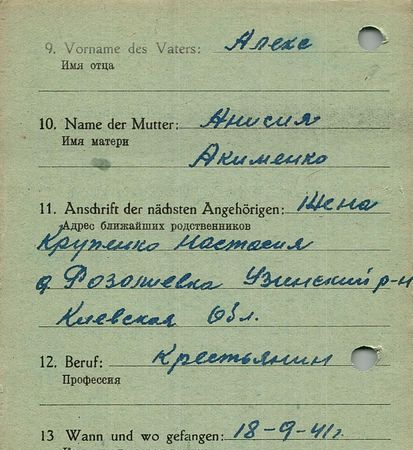 9. Vorname des Vaters: Алекс
Имя отца
10. Name der Mutter: Анисия
Имя матери
Акименко
11. Anschrift der nächsten Angehörigen: Жена
Адрес ближайших родственников
Крупенко Настасия
д. Розалиевка Узинский р-н
Киевская обл.
12. Beruf: Крестьянин
Профессия
13 Wann und wo gefangen: 18-9-41г.